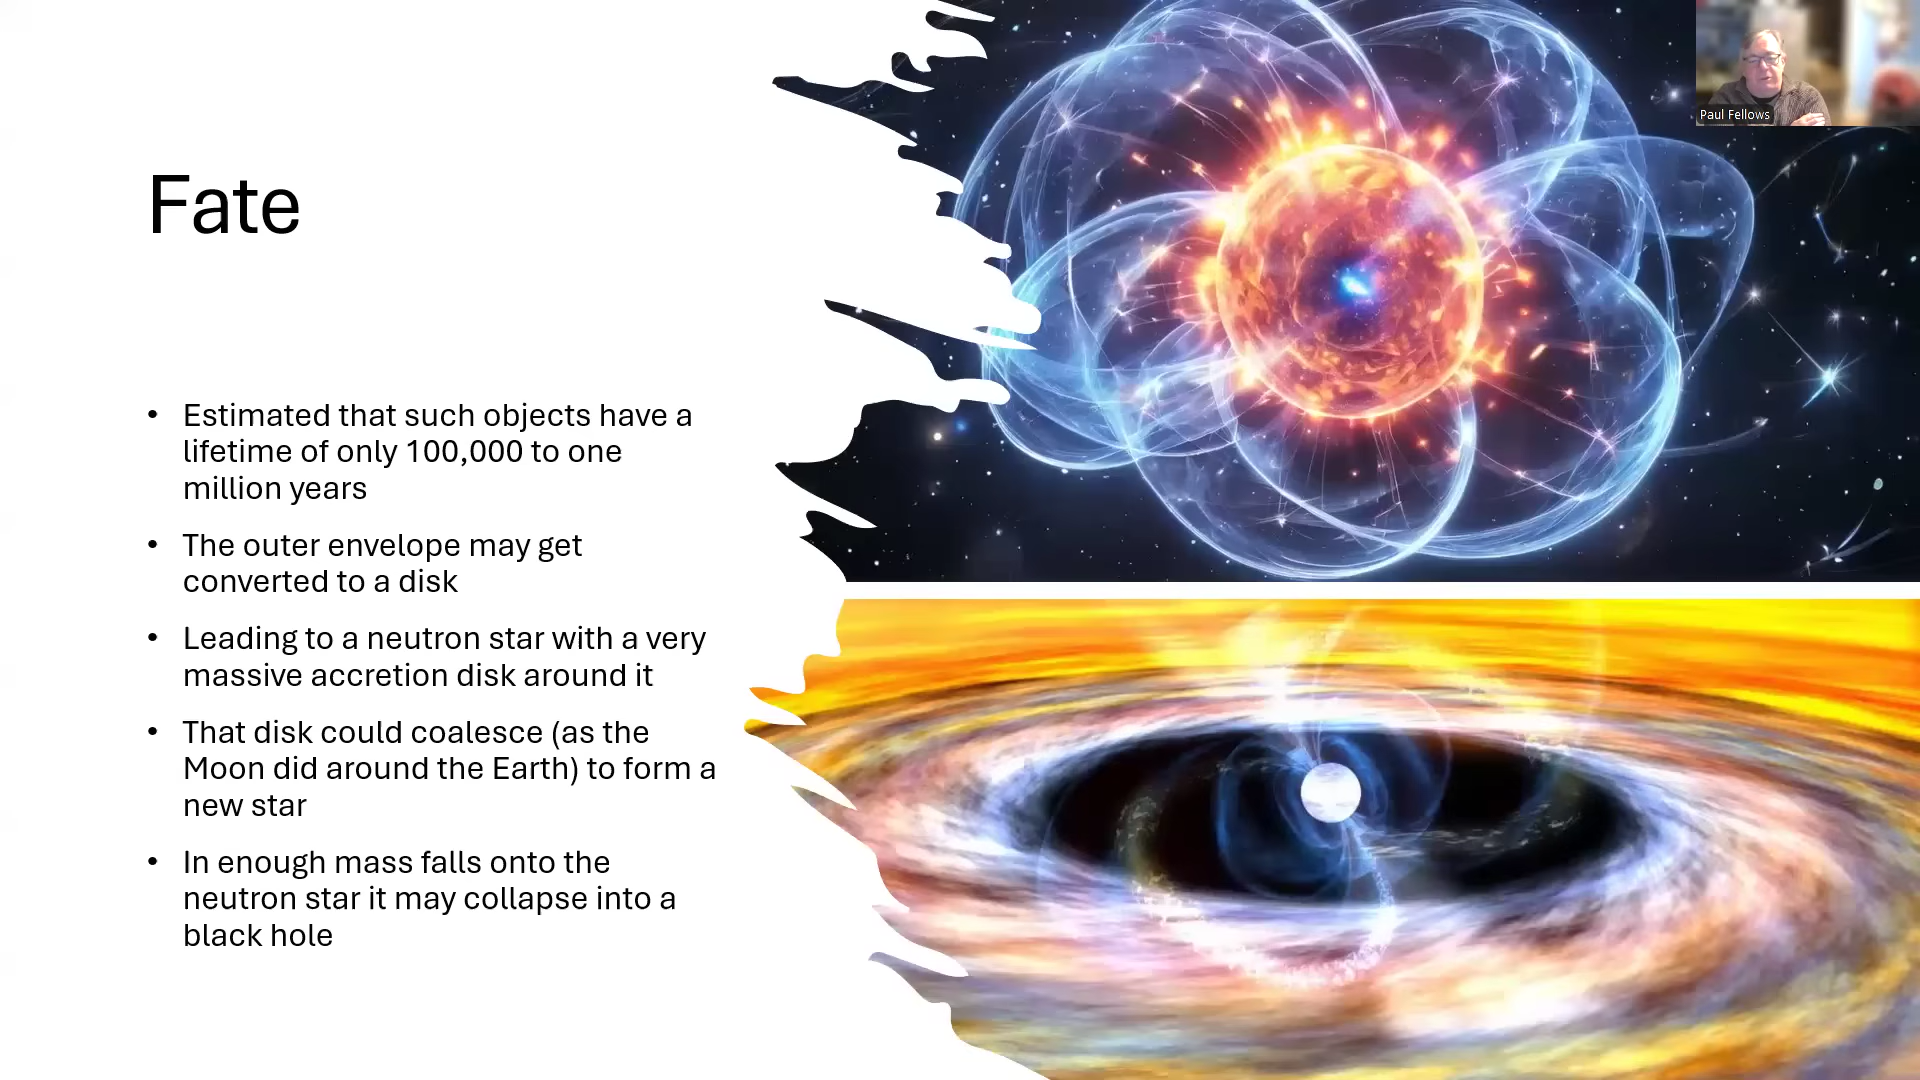 Paul Fellows
Fate
• Estimated that such objects have a
lifetime of only 100,000 to one
million years
• The outer envelope may get
converted to a disk
• Leading to a neutron star with a very
massive accretion disk around it
• That disk could coalesce (as the
Moon did around the Earth) to form a
new star
• In enough mass falls onto the
neutron star it may collapse into a
black hole